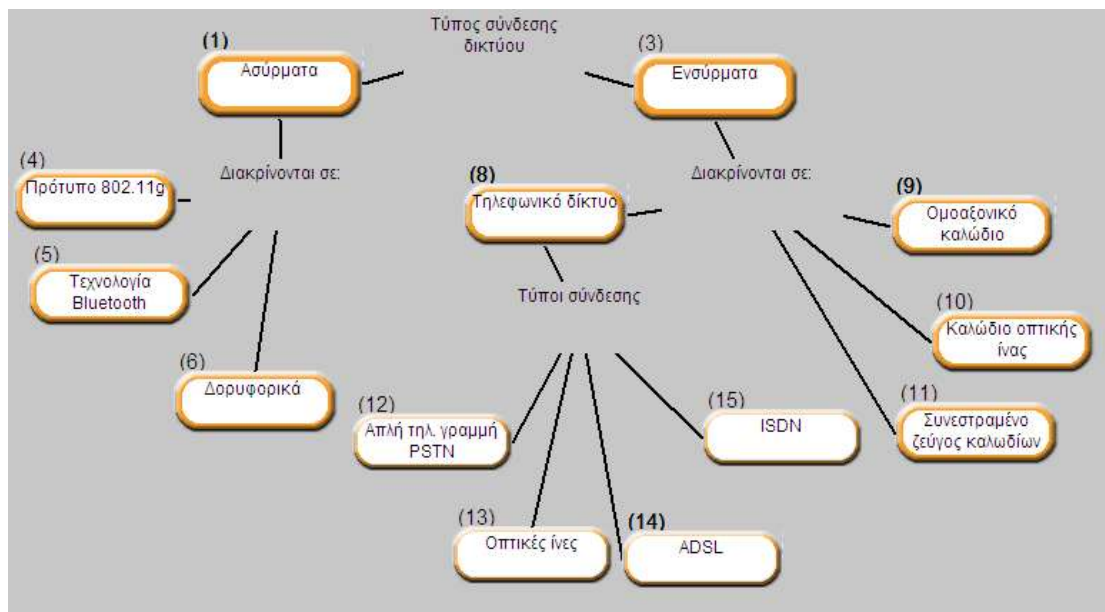 Τύπος σύνδεσης
δικτύου
(1)
Ασύρματα
(3)
Ενσύρματα
Διακρίνονται σε:
(4)
Πρότυπο 802.11g
(5)
Τεχνολογία
Bluetooth
(6)
Δορυφορικά
Διακρίνονται σε:
(8)
Τηλεφωνικό δίκτυο
(9)
Ομοαξονικό
καλώδιο
(10)
Καλώδιο οπτικής
ίνας
(11)
Συνεστραμένο
ζεύγος καλωδίων
Τύποι σύνδεσης
(12)
Απλή τηλ. γραμμή
PSTN
(13)
Οπτικές ίνες
(14)
ADSL
(15)
ISDN